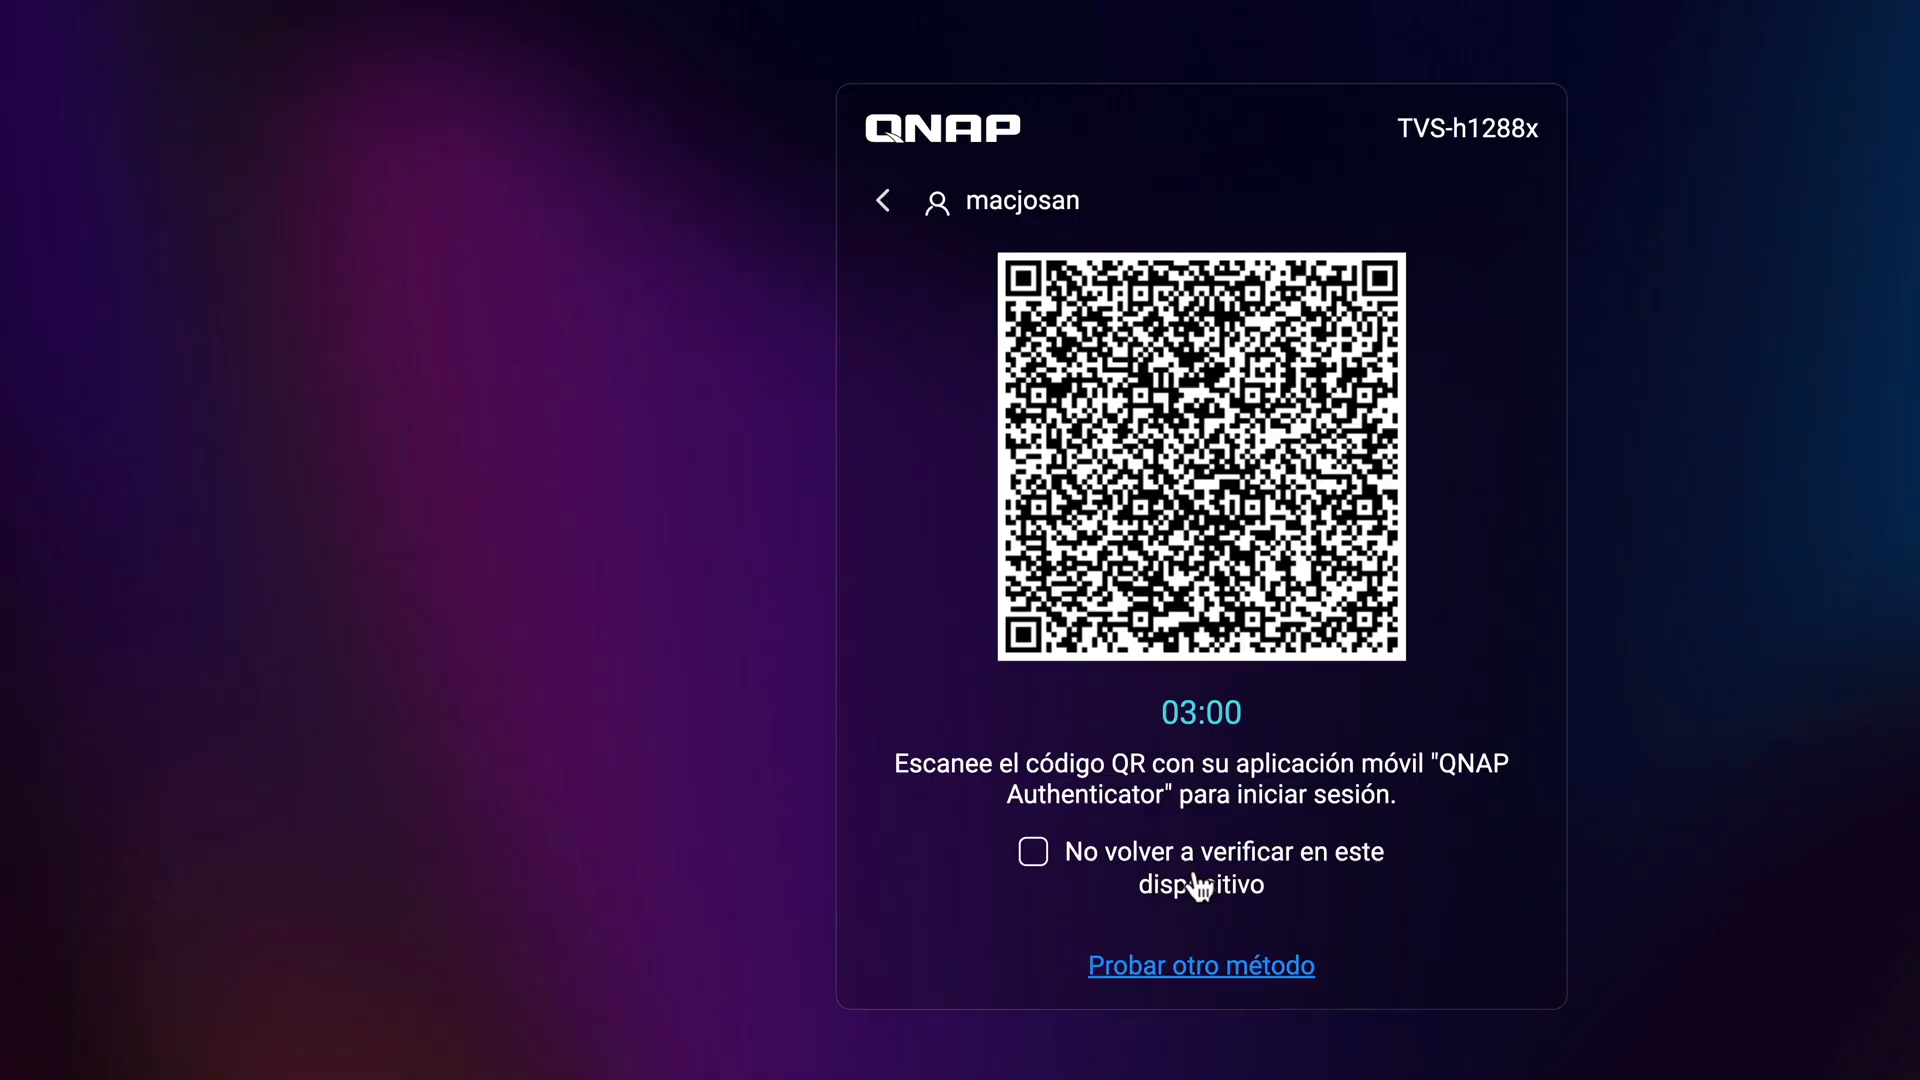 QNAP
TVS-h1288x
macjosan
03:00
Escanee el código QR con su aplicación móvil "QNAP
Authenticator" para iniciar sesión.
No volver a verificar en este
dispositivo
Probar otro método